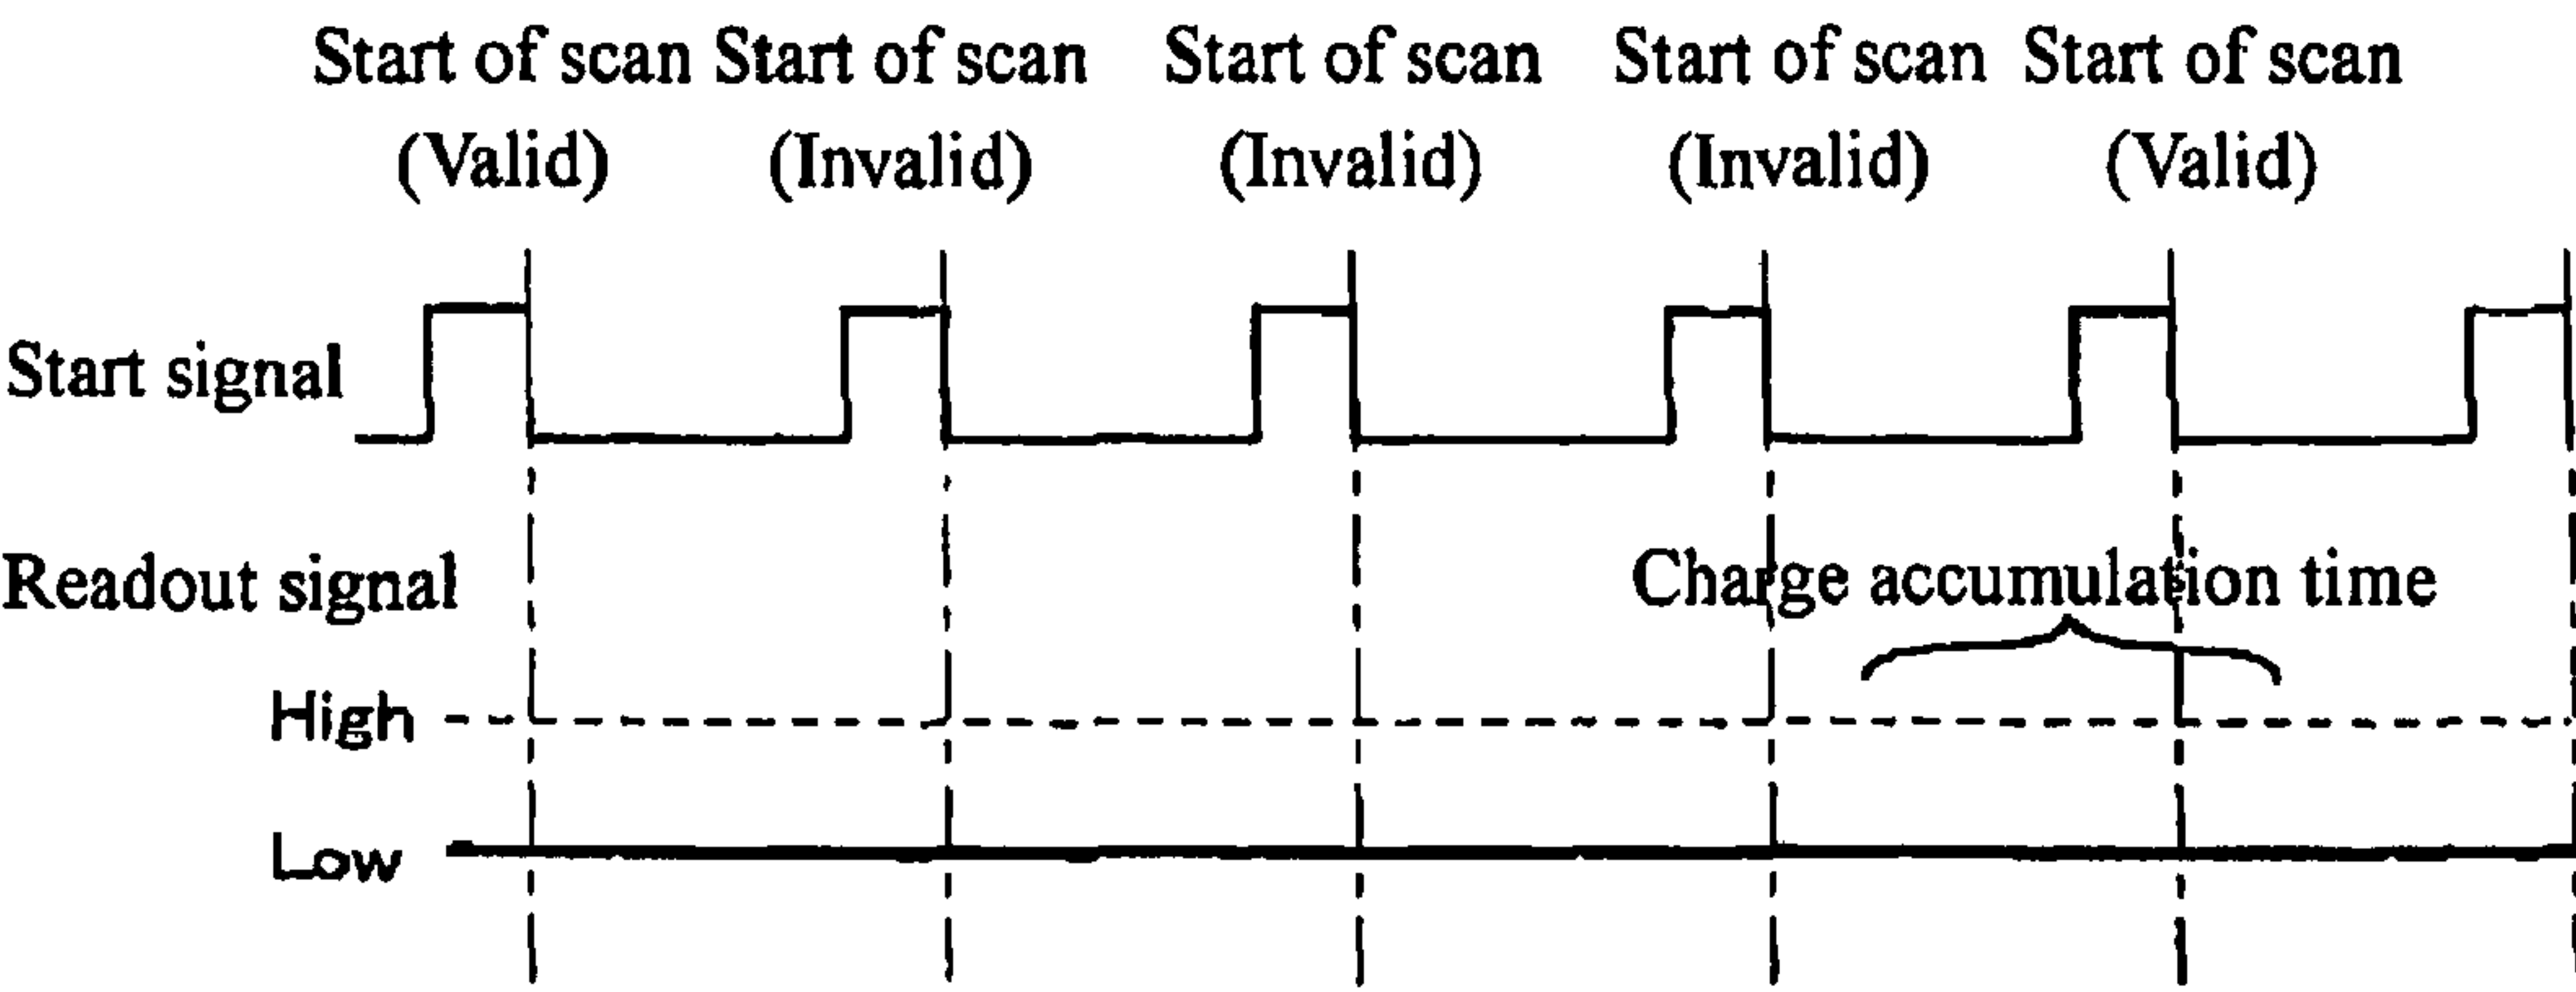 Start of scan Start of scan Start of scan Start of scan Start of scan
(Valid) (Invalid) (Invalid) (Invalid) (Valid)
Start signal
Readout signal
Charge accumulation time
High
Low